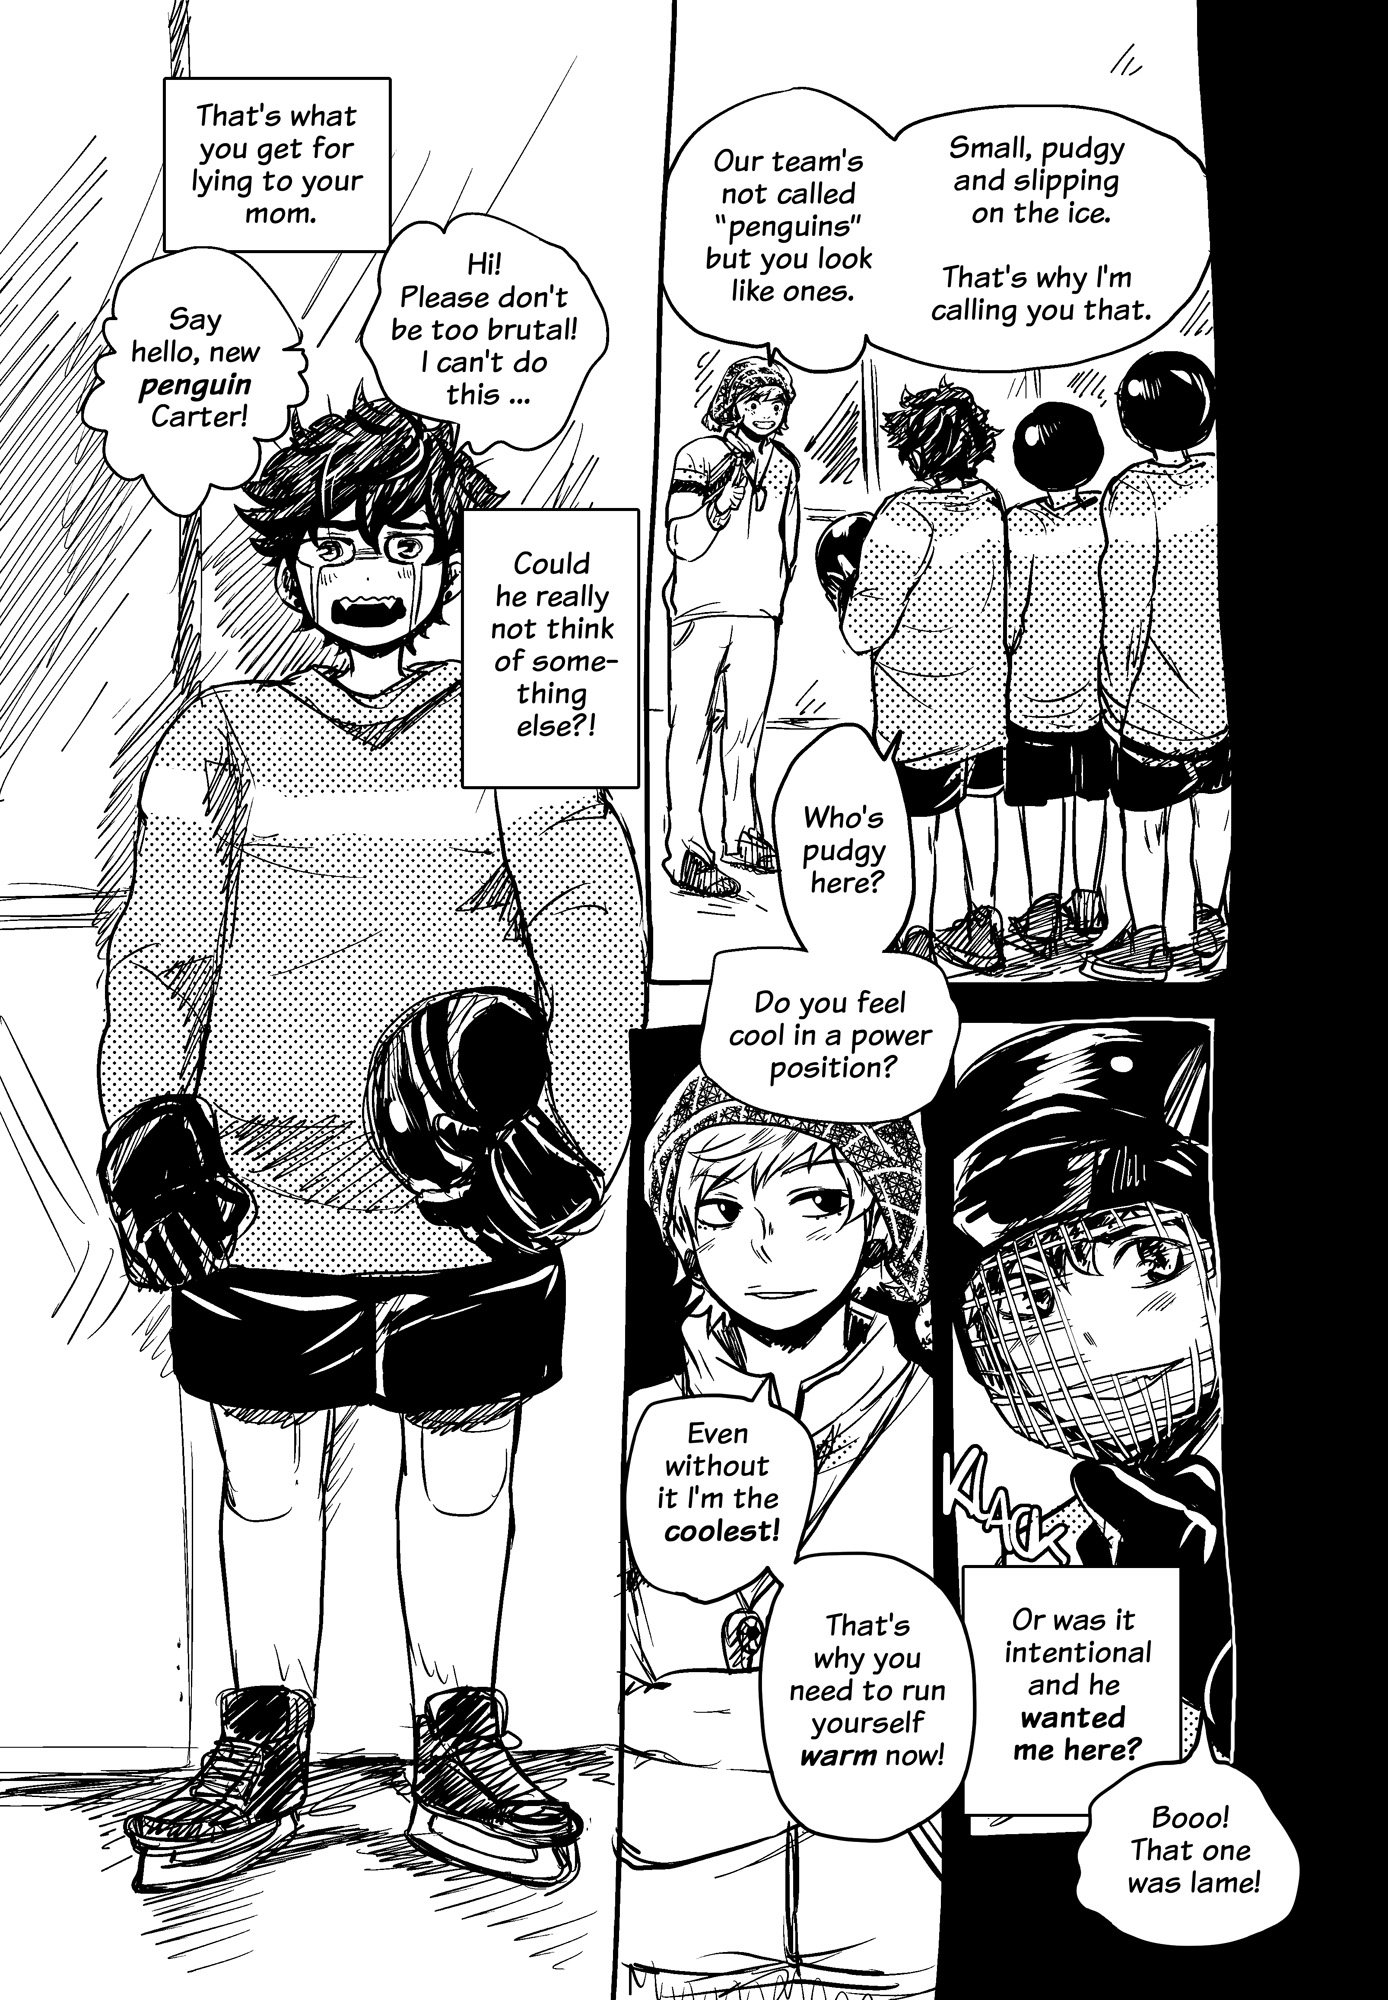 That's what
you get for
lying to your
mom.
Say
hello, new
penguin
Carter!
Hi!
Please don't
be too brutal!
I can't do
this ...
Could
he really
not think
of some-
thing
else?!
Our team's
not called
“penguins”
but you look
like ones.
Small, pudgy
and slipping
on the ice.
That's why I'm
calling you that.
Who's
pudgy
here?
Do you feel
cool in a power
position?
Even
without
it I'm the
coolest!
That's
why you
need to run
yourself
warm now!
KLACK
Or was it
intentional
and he
wanted
me here?
Booo!
That one
was lame!